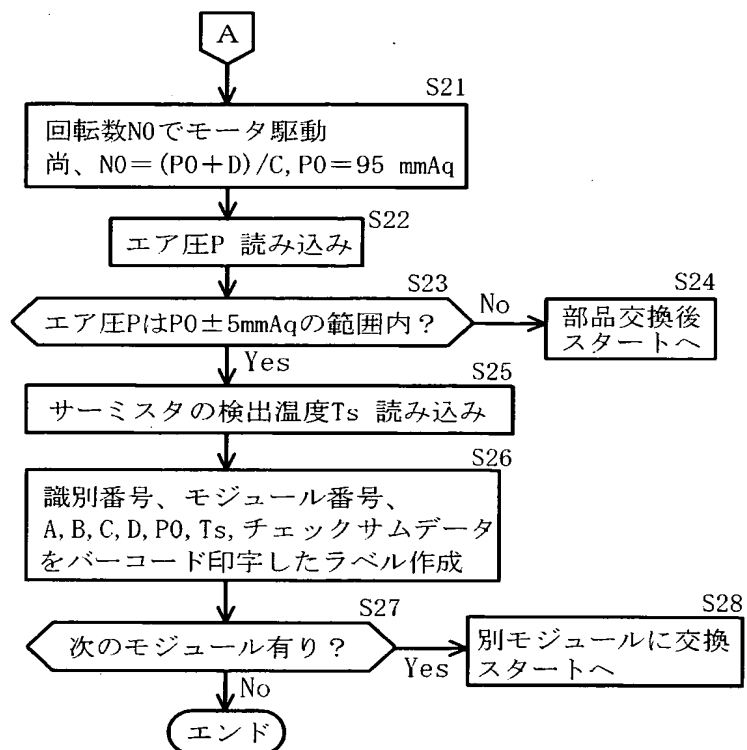 A
S21
回転数N0でモータ駆動
尚、N0=(P0+D)/C,P0=95 mmAq
S22
エア圧P 読み込み
S23
エア圧PはP0±5mmAqの範囲内?
No
S24
部品交換後
スタートへ
Yes
S25
サーミスタの検出温度Ts 読み込み
S26
識別番号、モジュール番号、
A,B,C,D,P0,Ts,チェックサムデータ
をバーコード印字したラベル作成
S27
次のモジュール有り?
Yes
S28
別モジュールに交換
スタートへ
No
エンド